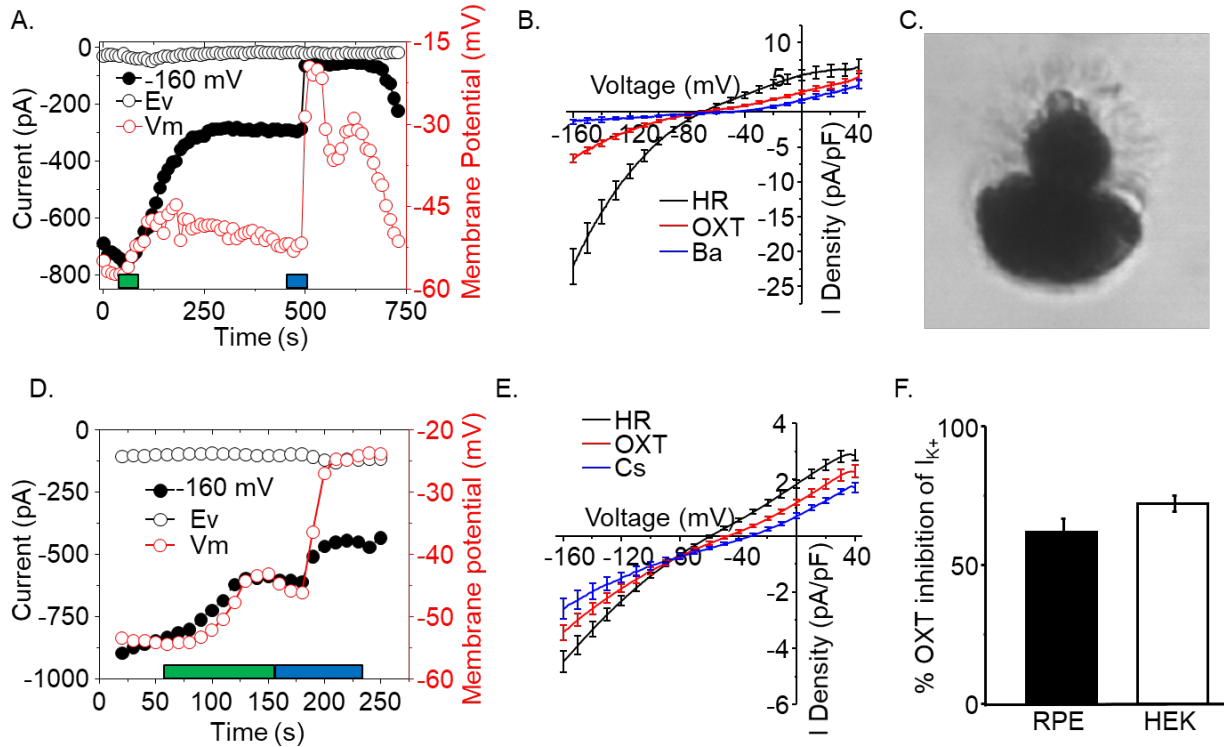 A.
0
-200
-400
-600
-800
Current (pA)
-160 mV
Ev
Vm
-15
-30
-45
-60
Membrane Potential (mV)
0 250 500 750
Time (s)
B.
Voltage (mV)
-160 -120 -80 -40 0 40
10
5
-5
-10
-15
-20
-25
I Density (pA/pF)
HR
OXT
Ba
C.
D.
0
-250
-500
-750
-1000
Current (pA)
-160 mV
Ev
Vm
-20
-30
-40
-50
-60
Membrane potential (mV)
0 50 100 150 200 250
Time (s)
E.
HR
OXT
Cs
Voltage (mV)
-160 -120 -80 -40 0 40
4
2
-2
-4
-6
I Density (pA/pF)
F.
% OXT inhibition of IK+
100
50
0
RPE HEK